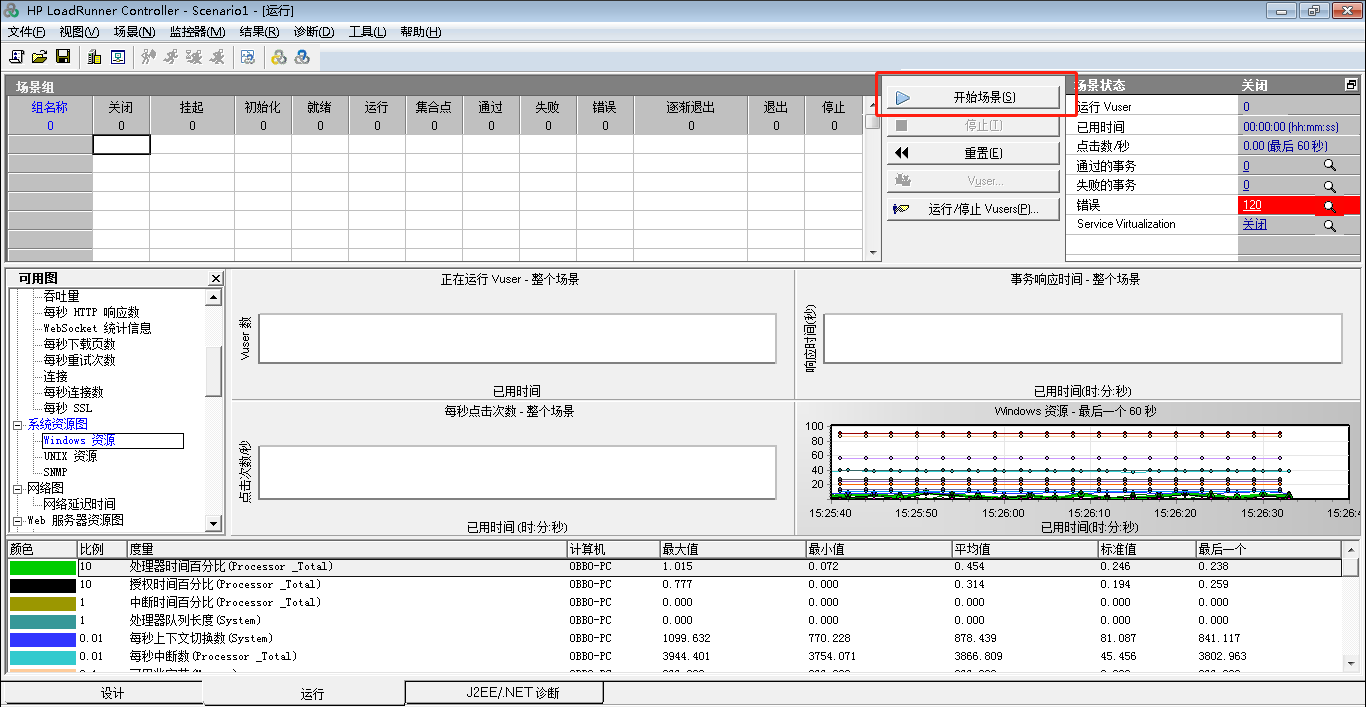 HP LoadRunner Controller - Scenario1 - [运行]
文件(F) 视图(V) 场景(N) 监控器(M) 结果(R) 诊断(D) 工具(L) 帮助(H)
场景组
组名称 关闭 挂起 初始化 就绪 运行 集合点 通过 失败 错误 逐渐退出 退出 停止
0 0 0 0 0 0 0 0 0 0 0 0 0
开始场景(S)
停止(T)
重置(E)
Vuser...
运行/停止 Vusers(P)...
场景状态 关闭
运行 Vuser 0
已用时间 00:00:00 (hh:mm:ss)
点击数/秒 0.00 (最后 60 秒)
通过的事务 0
失败的事务 0
错误 120
Service Virtualization 关闭
可用图
吞吐量
每秒 HTTP 响应数
WebSocket 统计信息
每秒下载页数
每秒重试次数
连接
每秒连接数
每秒 SSL
系统资源图
Windows 资源
UNIX 资源
SNMP
网络图
网络延迟时间
Web 服务器资源图
正在运行 Vuser - 整个场景
Vuser 数
已用时间
事务响应时间 - 整个场景
响应时间(秒)
已用时间(时:分:秒)
每秒点击次数 - 整个场景
点击次数/秒
已用时间 (时:分:秒)
Windows 资源 - 最后一个 60 秒
100
80
60
40
20
15:25:40 15:25:50 15:26:00 15:26:10 15:26:20 15:26:30 15:26:4
已用时间(时:分:秒)
颜色 比例 度量 计算机 最大值 最小值 平均值 标准值 最后一个
10 处理器时间百分比(Processor _Total) OBBO-PC 1.015 0.072 0.454 0.246 0.238
10 授权时间百分比(Processor _Total) OBBO-PC 0.777 0.000 0.314 0.194 0.259
1 中断时间百分比(Processor _Total) OBBO-PC 0.000 0.000 0.000 0.000 0.000
1 处理器队列长度(System) OBBO-PC 0.000 0.000 0.000 0.000 0.000
0.01 每秒上下文切换数(System) OBBO-PC 1099.632 770.228 878.439 81.087 841.117
0.01 每秒中断数(Processor _Total) OBBO-PC 3944.401 3754.071 3866.809 45.456 3802.963
设计 运行 J2EE/.NET 诊断